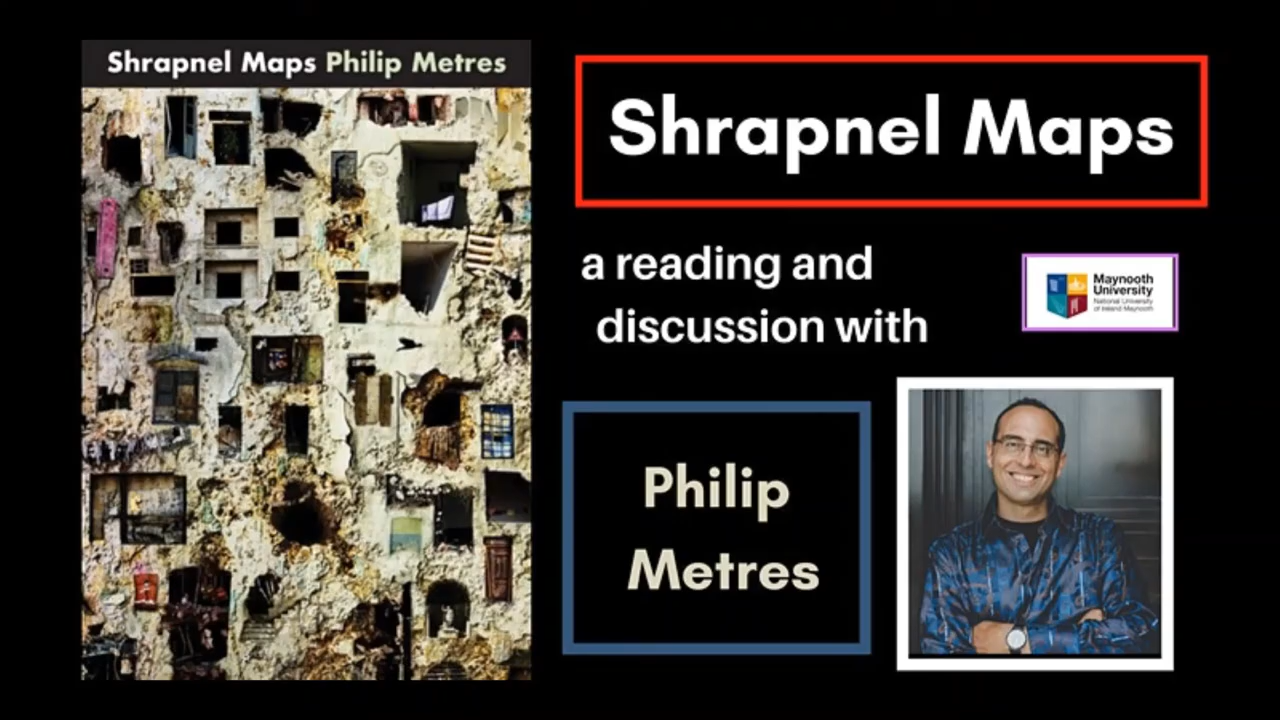 Shrapnel Maps Philip Metres
Shrapnel Maps
a reading and
discussion with
Maynooth
University
National University
of Ireland Maynooth
Philip
Metres